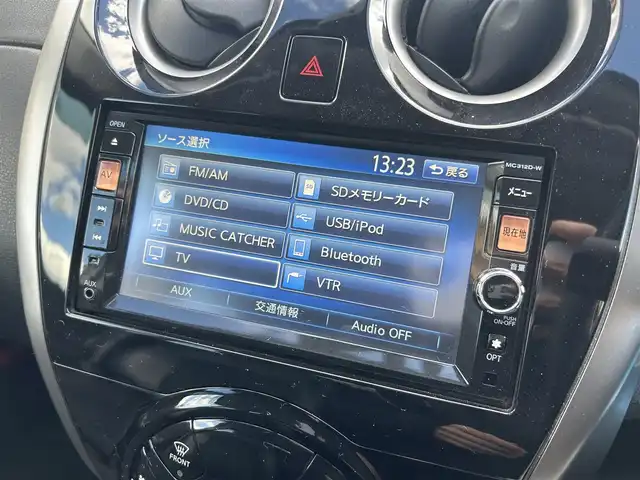 OPEN
ソース選択
13:23
戻る
MC312D-W
AV
FM/AM
SDメモリーカード
メニュー
DVD/CD
USB/iPod
現在地
MUSIC CATCHER
Bluetooth
音量
TV
VTR
AUX
AUX
交通情報
Audio OFF
PUSH
ON·OFF
OPT
FRONT